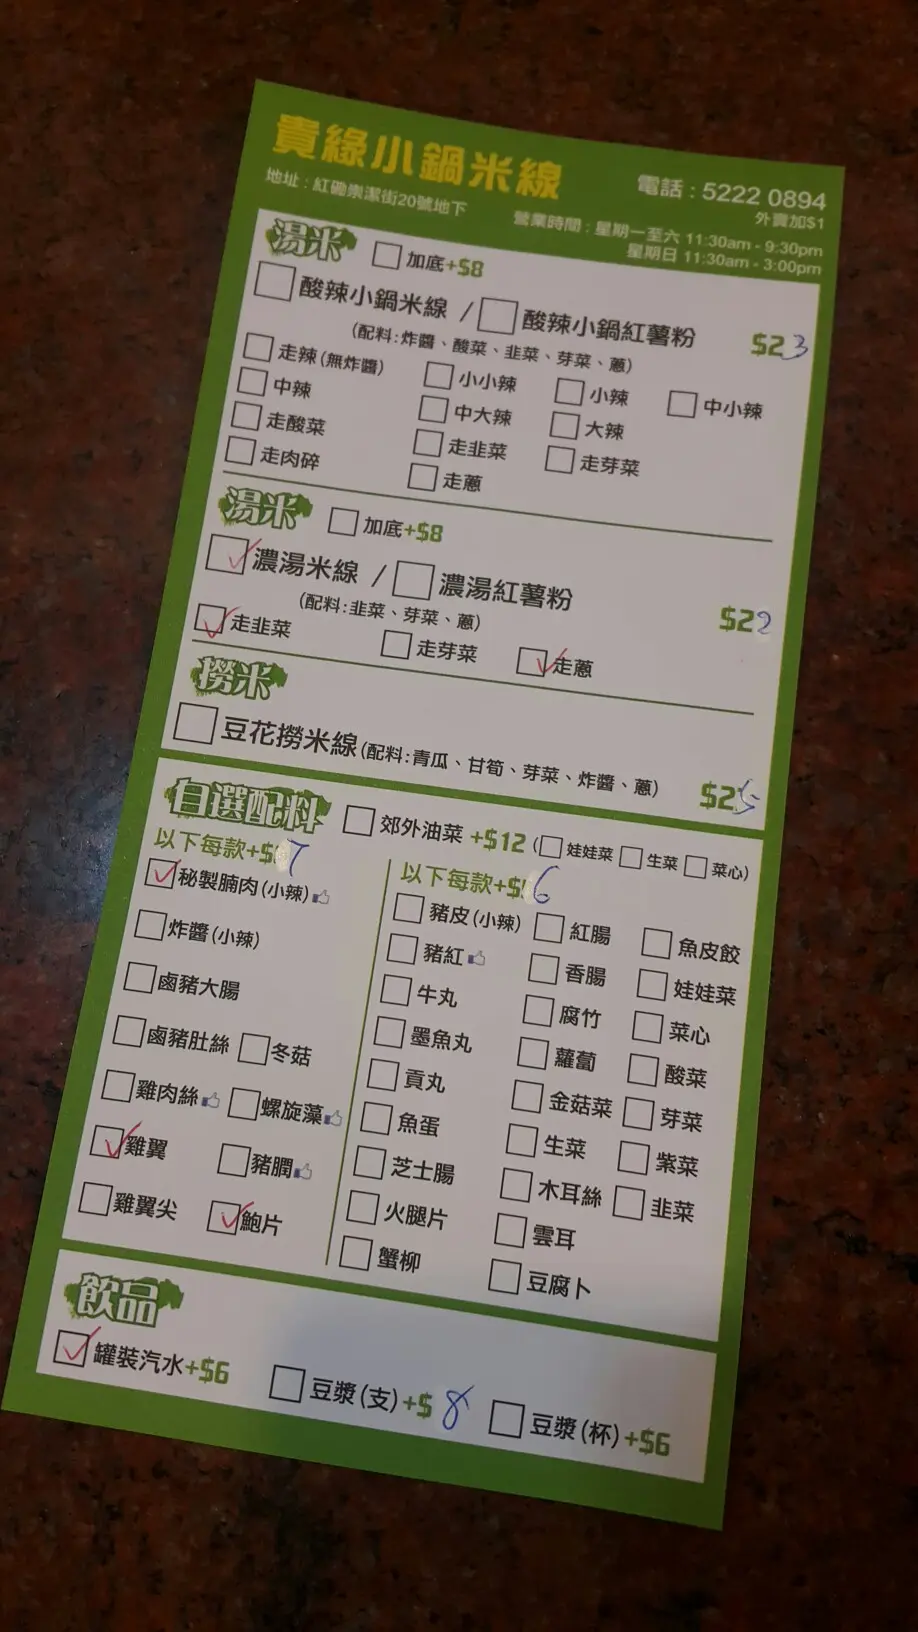 貴緣小鍋米線
電話：5222 0894
地址：紅磡崇潔街20號地下
外賣加$1
營業時間：星期一至六 11:30am - 9:30pm
星期日 11:30am - 3:00pm
湯米 加底+$8
酸辣小鍋米線 / 酸辣小鍋紅薯粉 $23
(配料:炸醬、酸菜、韭菜、芽菜、蔥)
走辣(無炸醬) 小小辣 小辣 中小辣
中辣 中大辣 大辣
走酸菜 走韭菜 走芽菜
走肉碎 走蔥
湯米 加底+$8
濃湯米線 / 濃湯紅薯粉 $22
(配料:韭菜、芽菜、蔥)
走韭菜 走芽菜 走蔥
撈米
豆花撈米線(配料:青瓜、甘筍、芽菜、炸醬、蔥) $25
自選配料 郊外油菜 +$12 (娃娃菜 生菜 菜心)
以下每款+$7
秘製腩肉(小辣)
炸醬(小辣)
鹵豬大腸
鹵豬肚絲 冬菇
雞肉絲 螺旋藻
雞翼 豬膶
雞翼尖 鮑片
以下每款+$6
豬皮(小辣) 紅腸 魚皮餃
豬紅 香腸 娃娃菜
牛丸 腐竹 菜心
墨魚丸 蘿蔔 酸菜
貢丸 金菇菜 芽菜
魚蛋 生菜 紫菜
芝士腸 木耳絲 韭菜
火腿片 雲耳
蟹柳 豆腐卜
飲品
罐裝汽水+$6 豆漿(支)+$8 豆漿(杯)+$6